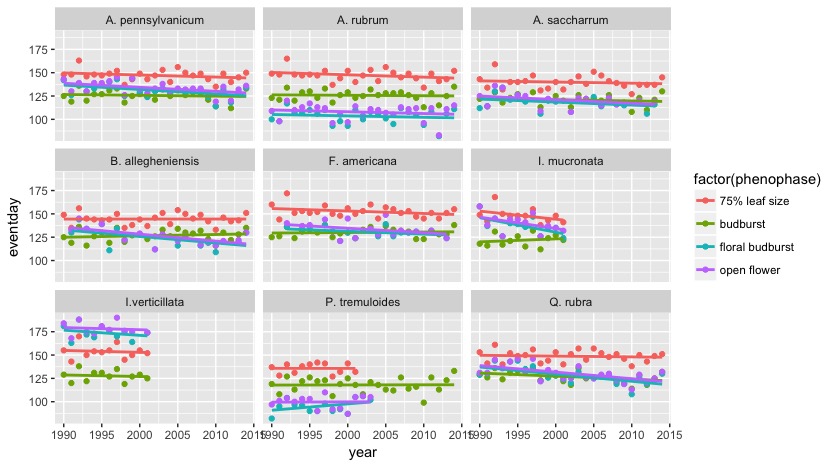 A. pennsylvanicum
A. rubrum
A. saccharrum
175
150
125
100
B. allegheniensis
F. americana
I. mucronata
175
150
125
100
I.verticillata
P. tremuloides
Q. rubra
175
150
125
100
1990 1995 2000 2005 2010 2015 1990 1995 2000 2005 2010 2015 1990 1995 2000 2005 2010 2015
year
eventday
factor(phenophase)
75% leaf size
budburst
floral budburst
open flower